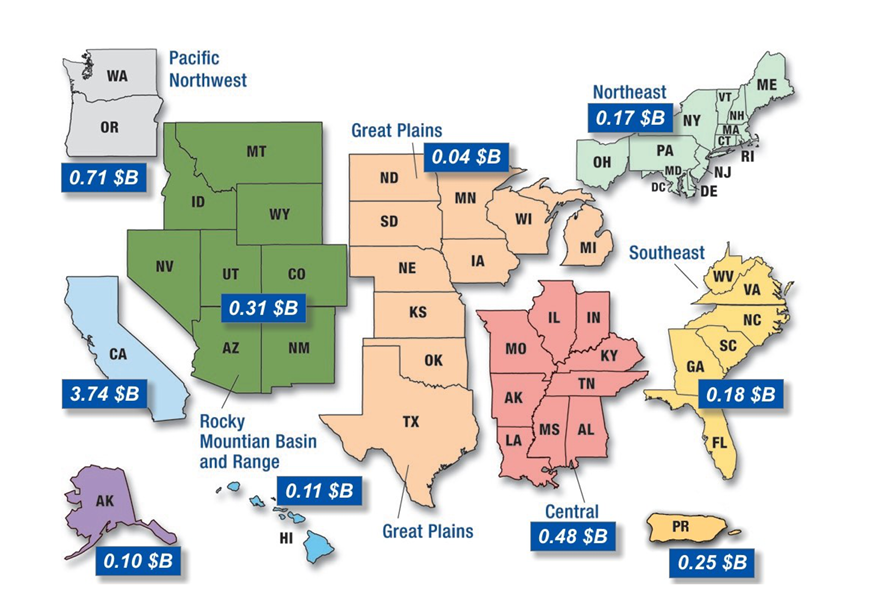 WA
Pacific
Northwest
OR
0.71 $B
MT
ID
WY
NV
UT
CO
0.31 $B
AZ
NM
Rocky
Mountian Basin
and Range
CA
3.74 $B
AK
0.10 $B
0.11 $B
HI
Great Plains
0.04 $B
ND
MN
SD
WI
MI
NE
IA
KS
OK
TX
Great Plains
Northeast
0.17 $B
ME
VT
NY
NH
MA
CT
RI
OH
PA
NJ
MD
DC
DE
Southeast
WV
VA
NC
SC
GA
0.18 $B
FL
IL
IN
MO
KY
TN
AK
MS
AL
LA
Central
0.48 $B
PR
0.25 $B